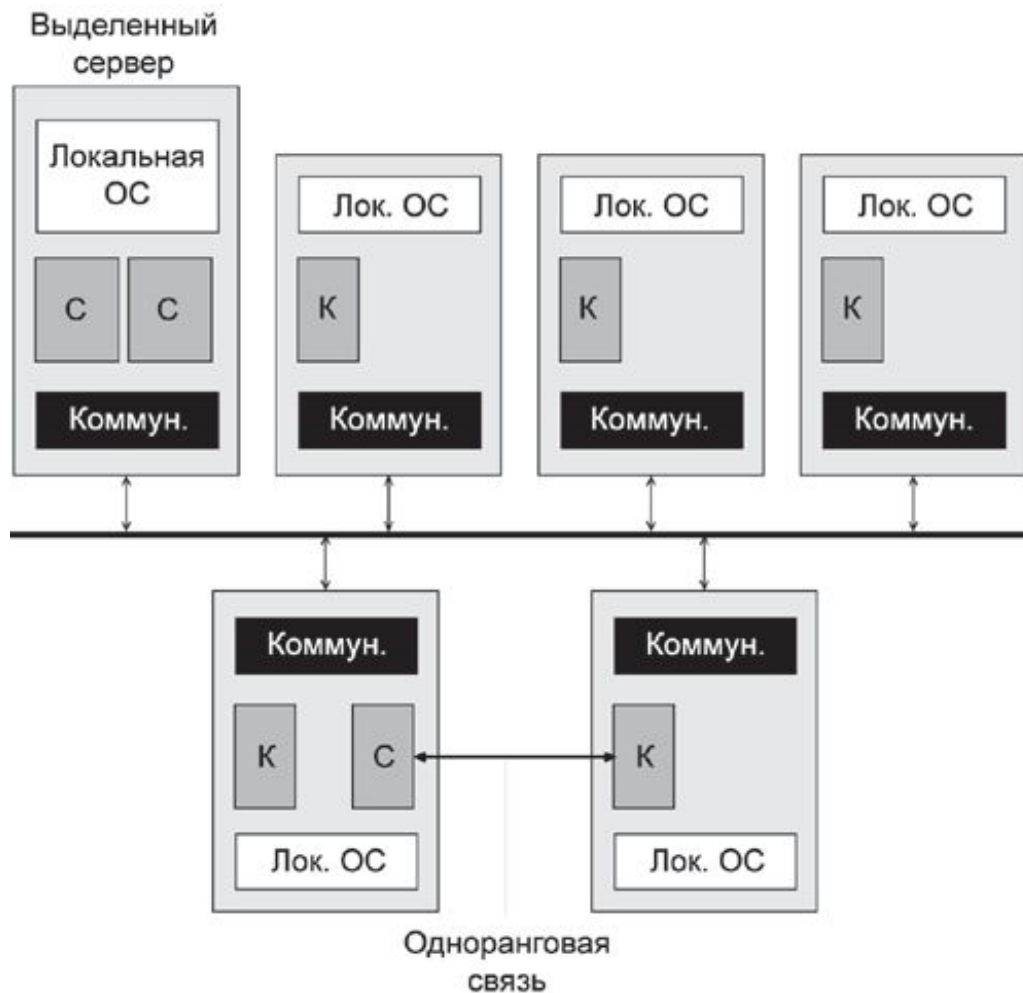 Выделенный
сервер
Локальная
ОС
Лок. ОС
Лок. ОС
Лок. ОС
С
С
К
К
К
Коммун.
Коммун.
Коммун.
Коммун.
Коммун.
Коммун.
К
С
К
Лок. ОС
Лок. ОС
Одноранговая
связь